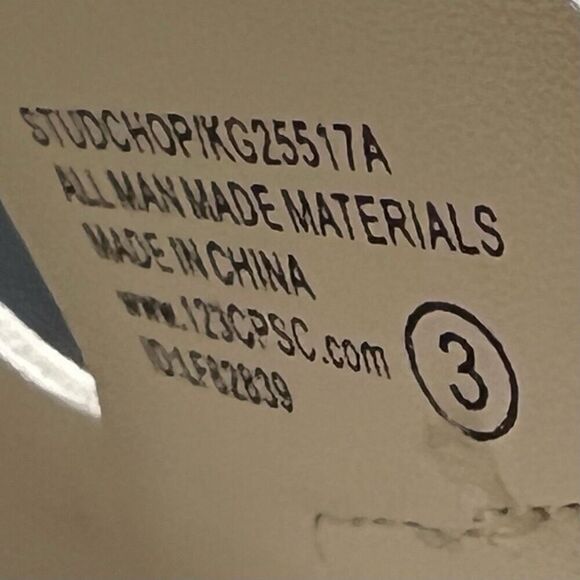 STUDCHOP/KG25517A
ALL MAN MADE MATERIALS
MADE IN CHINA
www.123CPSC.com
ID1F82839
3